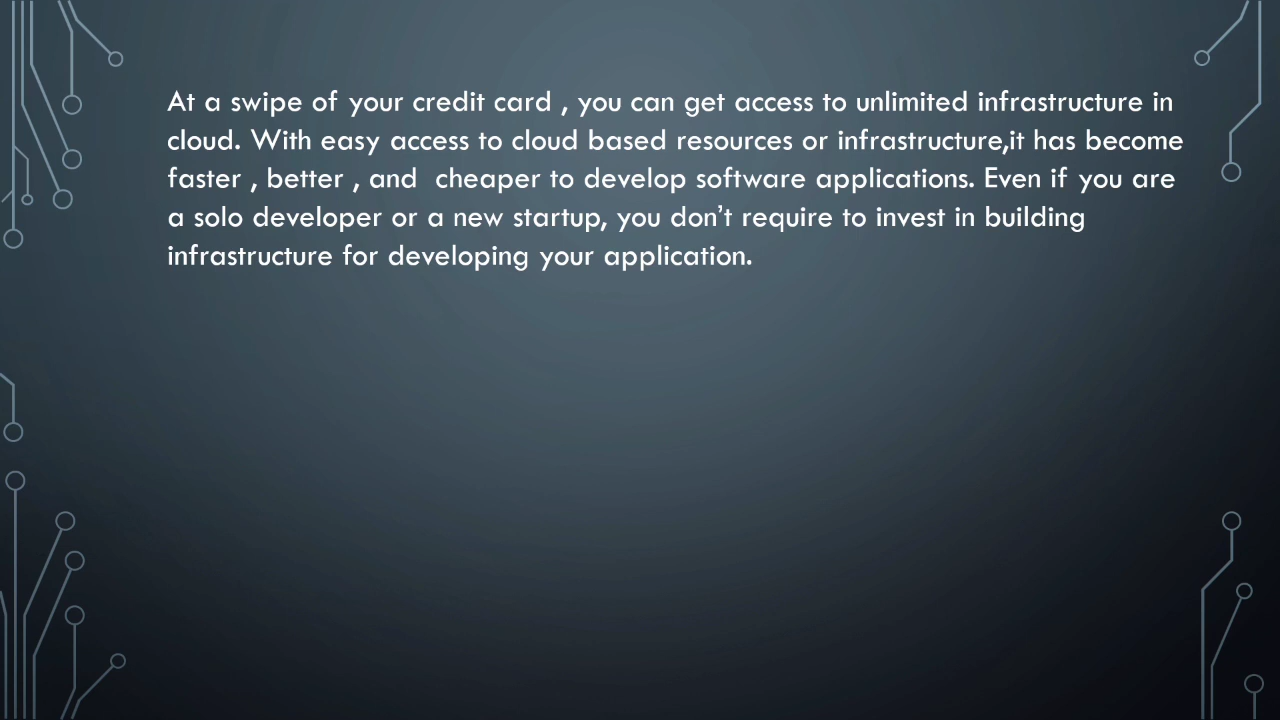 At a swipe of your credit card , you can get access to unlimited infrastructure in
cloud. With easy access to cloud based resources or infrastructure,it has become
faster , better , and  cheaper to develop software applications. Even if you are
a solo developer or a new startup, you don’t require to invest in building
infrastructure for developing your application.